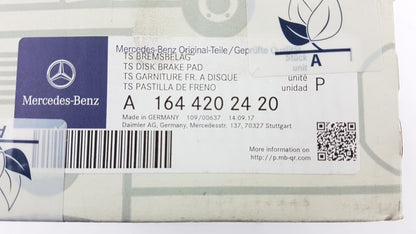 Mercedes-Benz Original-Teile/Geprüfte
TS BREMSBELAG
TS DISK BRAKE PAD
TS GARNITURE FR. A DISQUE
TS PASTILLA DE FRENO
Stück
unit
unité
unidad
P
A
Mercedes-Benz
A 164 420 24 20
Made in GERMANY 109/00637 14.09.17
Daimler AG, Germany, Mercedesstr. 137, 70327 Stuttgart
More information on
http://p.mb-qr.com